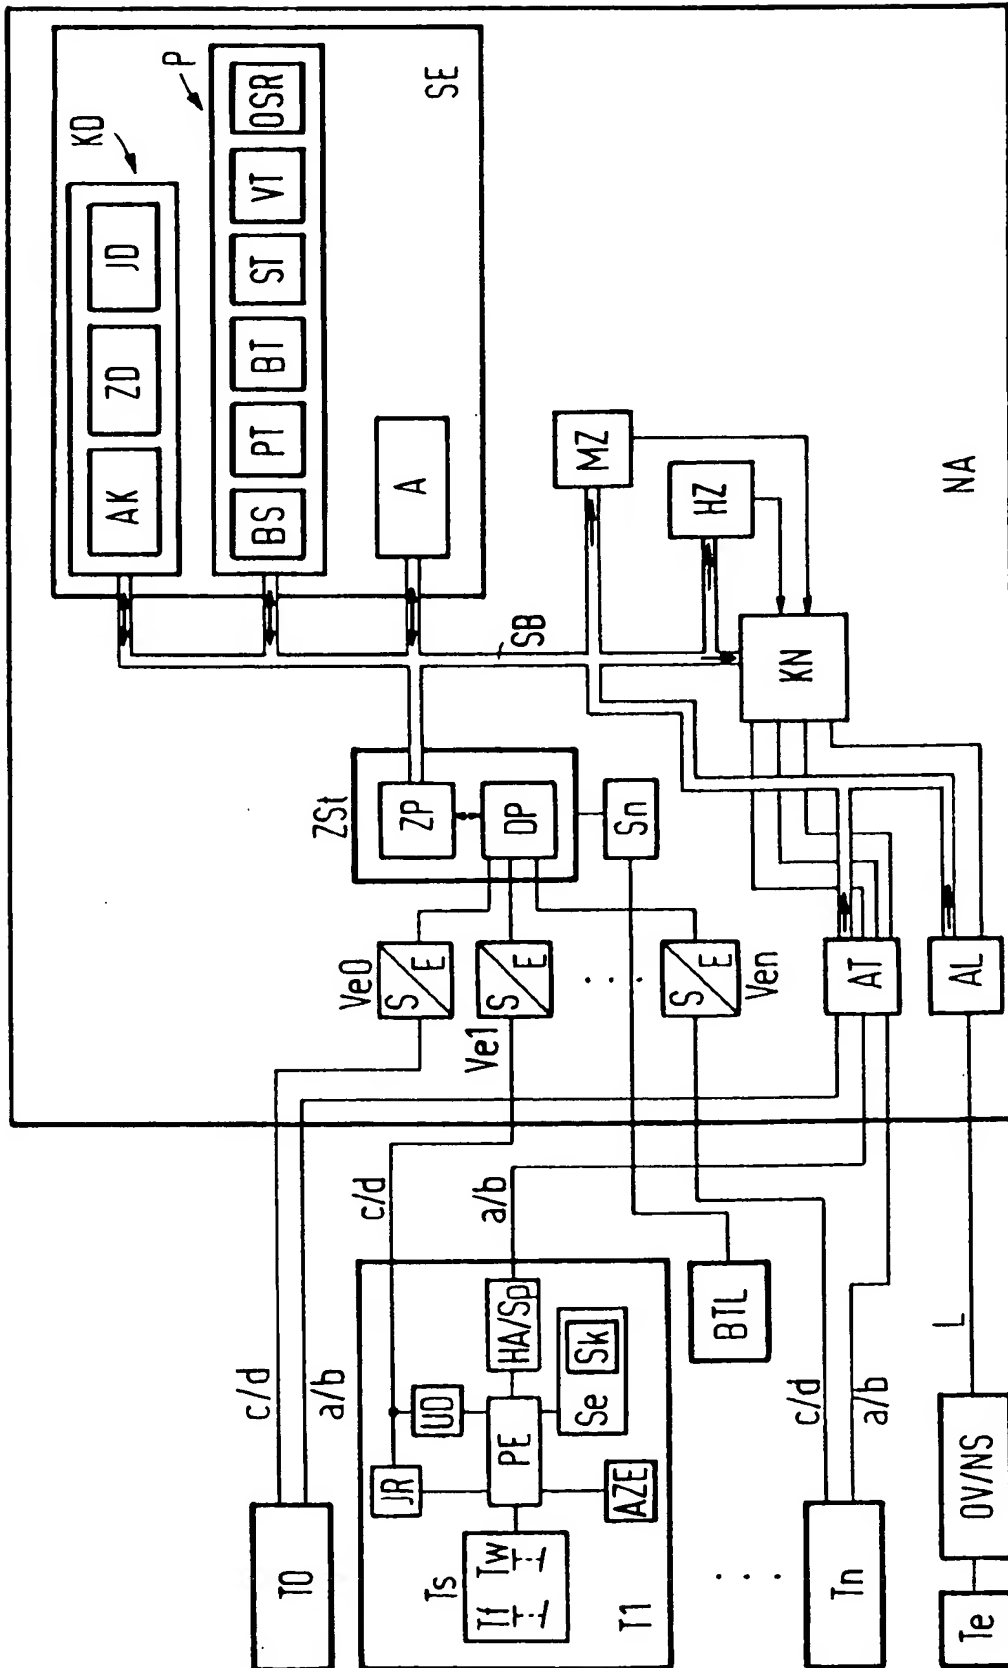 KD
P
AK
ZD
JD
BS
PT
BT
ST
VT
OSR
A
SE
SB
ZSt
ZP
DP
Sn
MZ
HZ
KN
NA
Ve0
S
E
Ve1
S
E
. . . .
Ven
S
E
AT
AL
c/d
a/b
c/d
a/b
c/d
a/b
L
T0
JR
UD
HA/Sp
PE
Se
Sk
AZE
Ts
Tf
Tw
T1
BTL
. . . .
Tn
OV/NS
Te